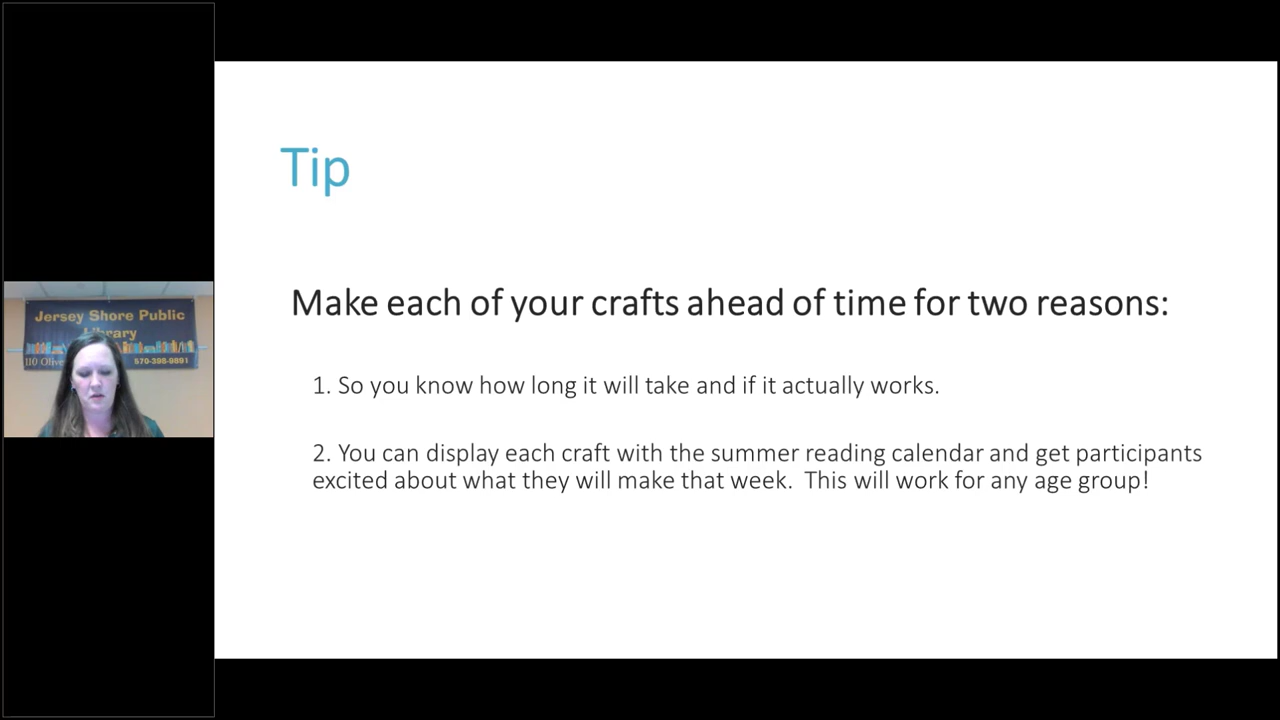 Tip
Make each of your crafts ahead of time for two reasons:
1. So you know how long it will take and if it actually works.
2. You can display each craft with the summer reading calendar and get participants
excited about what they will make that week.  This will work for any age group!
Jersey Shore Public
Library
110 Olive
570-398-9891